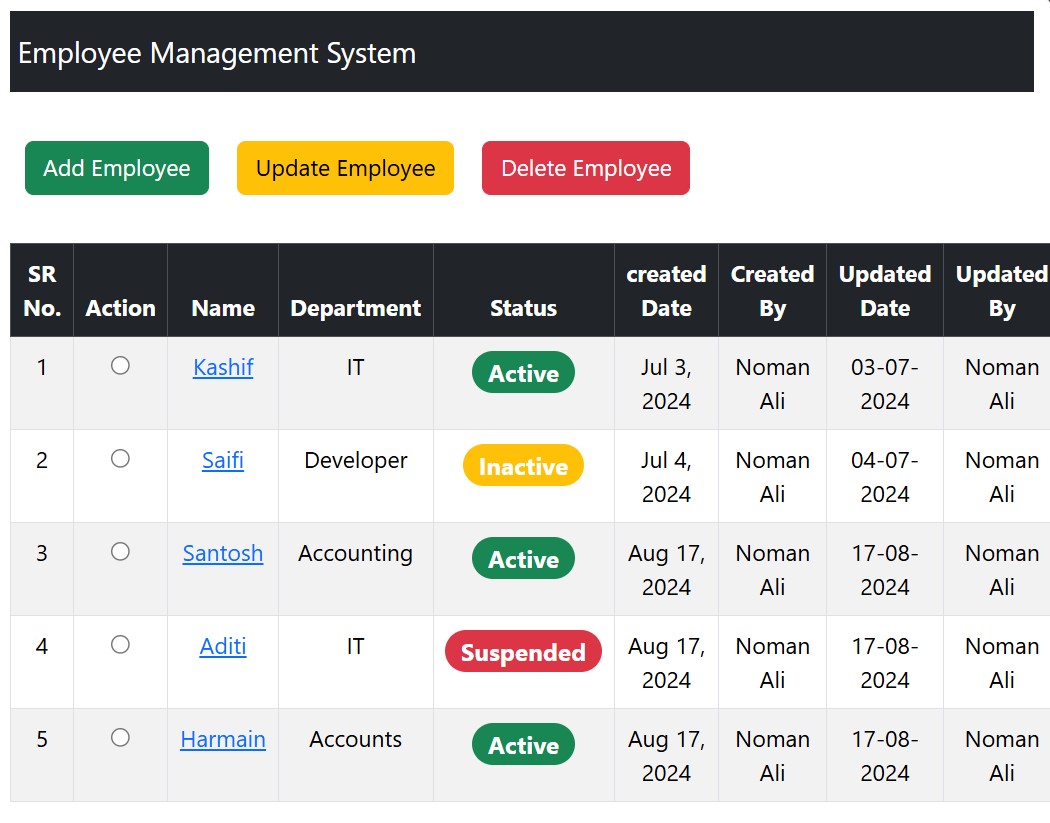 Employee Management System
Add Employee Update Employee Delete Employee
SR No. Action Name Department Status created Date Created By Updated Date Updated By
1 Kashif IT Active Jul 3, 2024 Noman Ali 03-07-2024 Noman Ali
2 Saifi Developer Inactive Jul 4, 2024 Noman Ali 04-07-2024 Noman Ali
3 Santosh Accounting Active Aug 17, 2024 Noman Ali 17-08-2024 Noman Ali
4 Aditi IT Suspended Aug 17, 2024 Noman Ali 17-08-2024 Noman Ali
5 Harmain Accounts Active Aug 17, 2024 Noman Ali 17-08-2024 Noman Ali